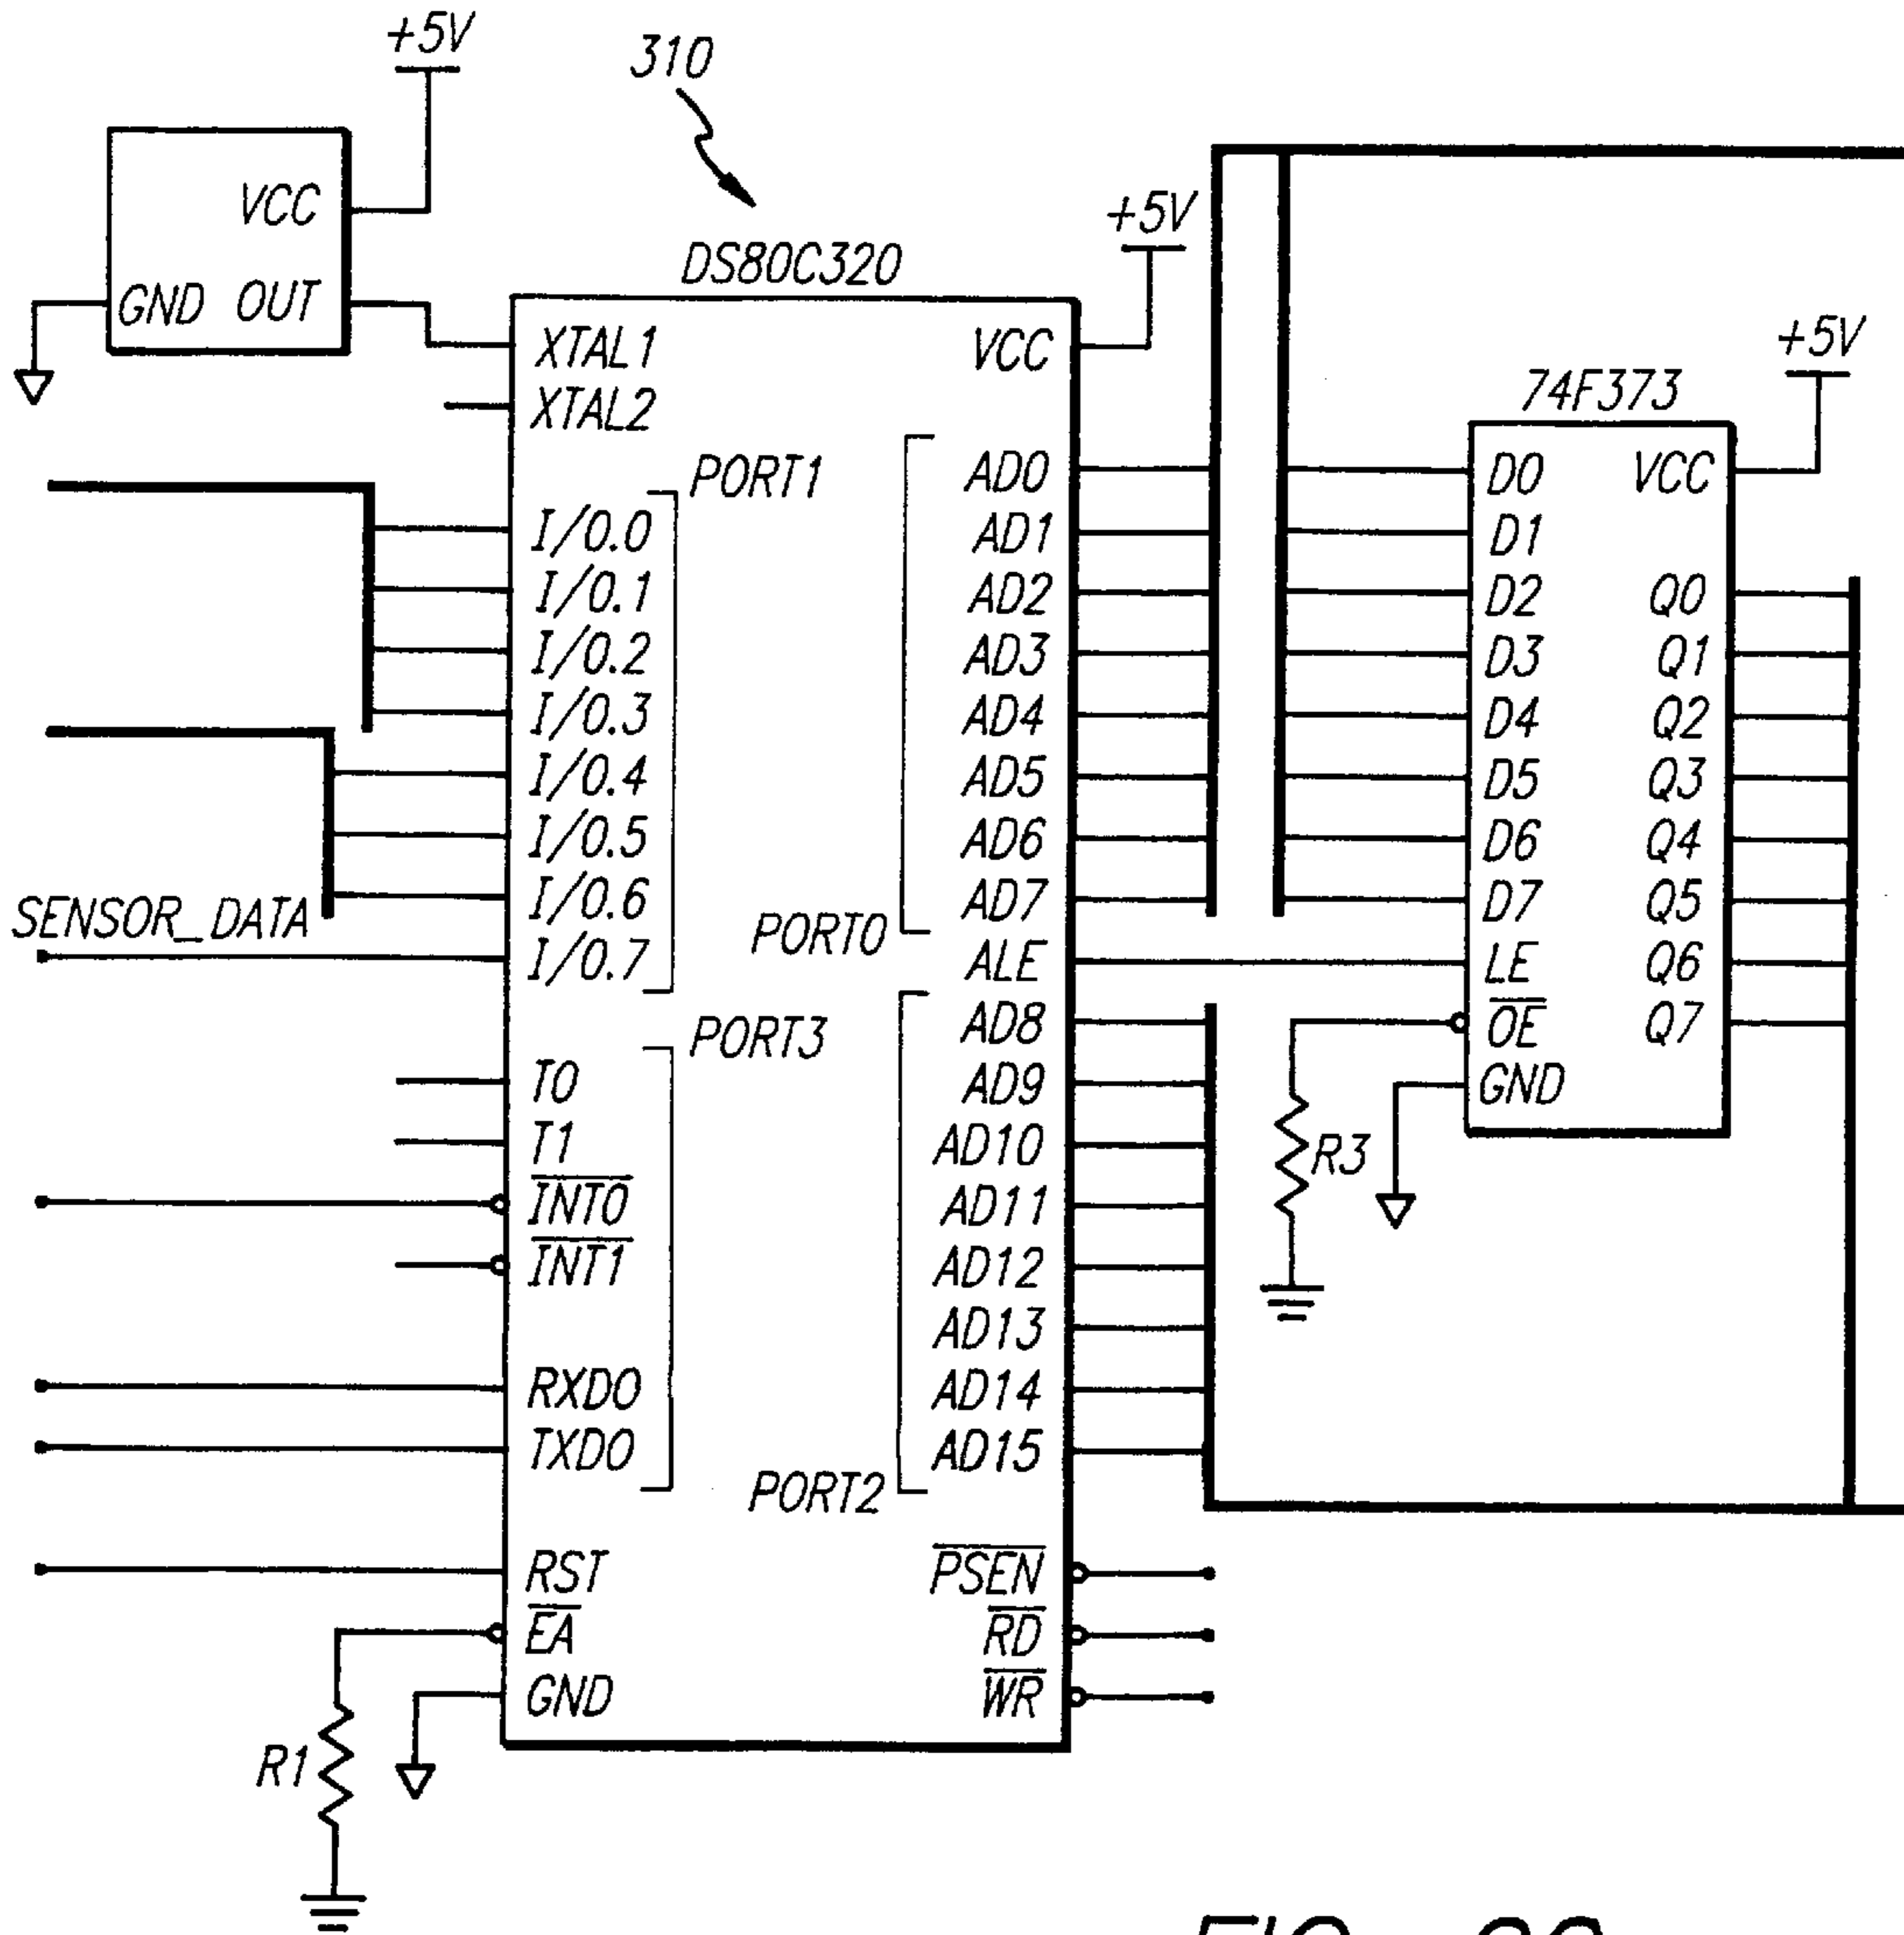 +5V
310
VCC
GND OUT
DS80C320
+5V
XTAL1
XTAL2
VCC
PORT1
I/0.0
I/0.1
I/0.2
I/0.3
I/0.4
I/0.5
I/0.6
I/0.7
SENSOR_DATA
AD0
AD1
AD2
AD3
AD4
AD5
AD6
AD7
PORT0
ALE
PORT3
T0
T1
INT0
INT1
RXD0
TXD0
AD8
AD9
AD10
AD11
AD12
AD13
AD14
AD15
PORT2
RST
EA
GND
PSEN
RD
WR
R1
+5V
74F373
D0
D1
D2
D3
D4
D5
D6
D7
LE
OE
GND
VCC
Q0
Q1
Q2
Q3
Q4
Q5
Q6
Q7
R3